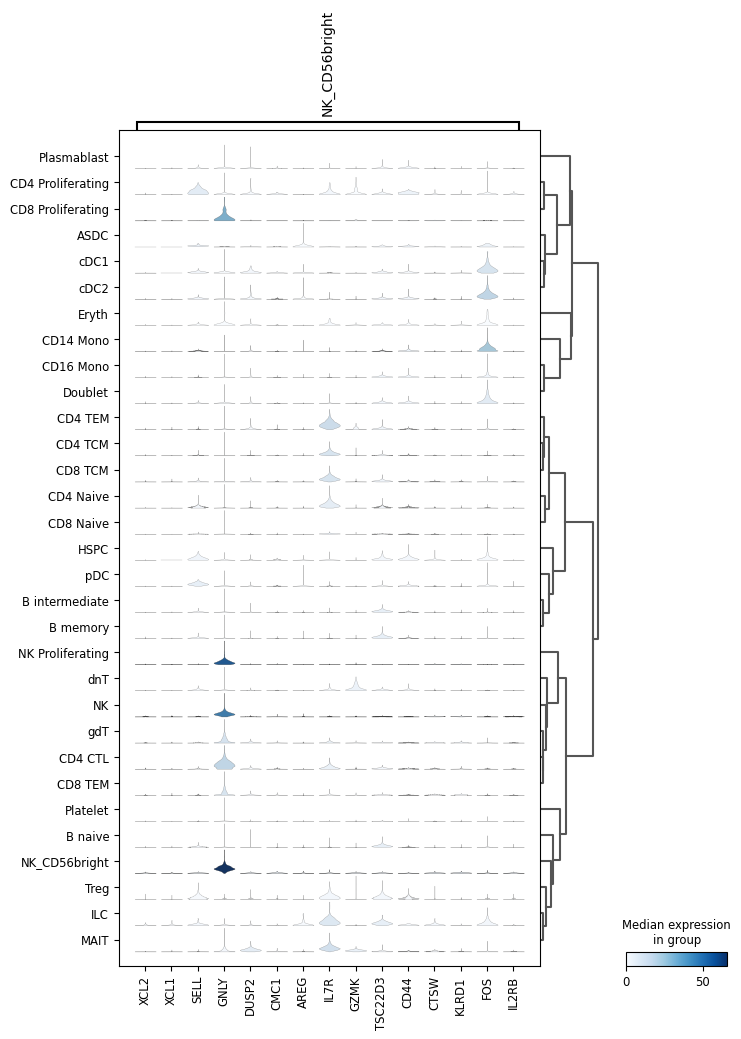 NK_CD56bright
Plasmablast
CD4 Proliferating
CD8 Proliferating
ASDC
cDC1
cDC2
Eryth
CD14 Mono
CD16 Mono
Doublet
CD4 TEM
CD4 TCM
CD8 TCM
CD4 Naive
CD8 Naive
HSPC
pDC
B intermediate
B memory
NK Proliferating
dnT
NK
gdT
CD4 CTL
CD8 TEM
Platelet
B naive
NK_CD56bright
Treg
ILC
MAIT
XCL2
XCL1
SELL
GNLY
DUSP2
CMC1
AREG
IL7R
GZMK
TSC22D3
CD44
CTSW
KLRD1
FOS
IL2RB
Median expression
in group
0 50